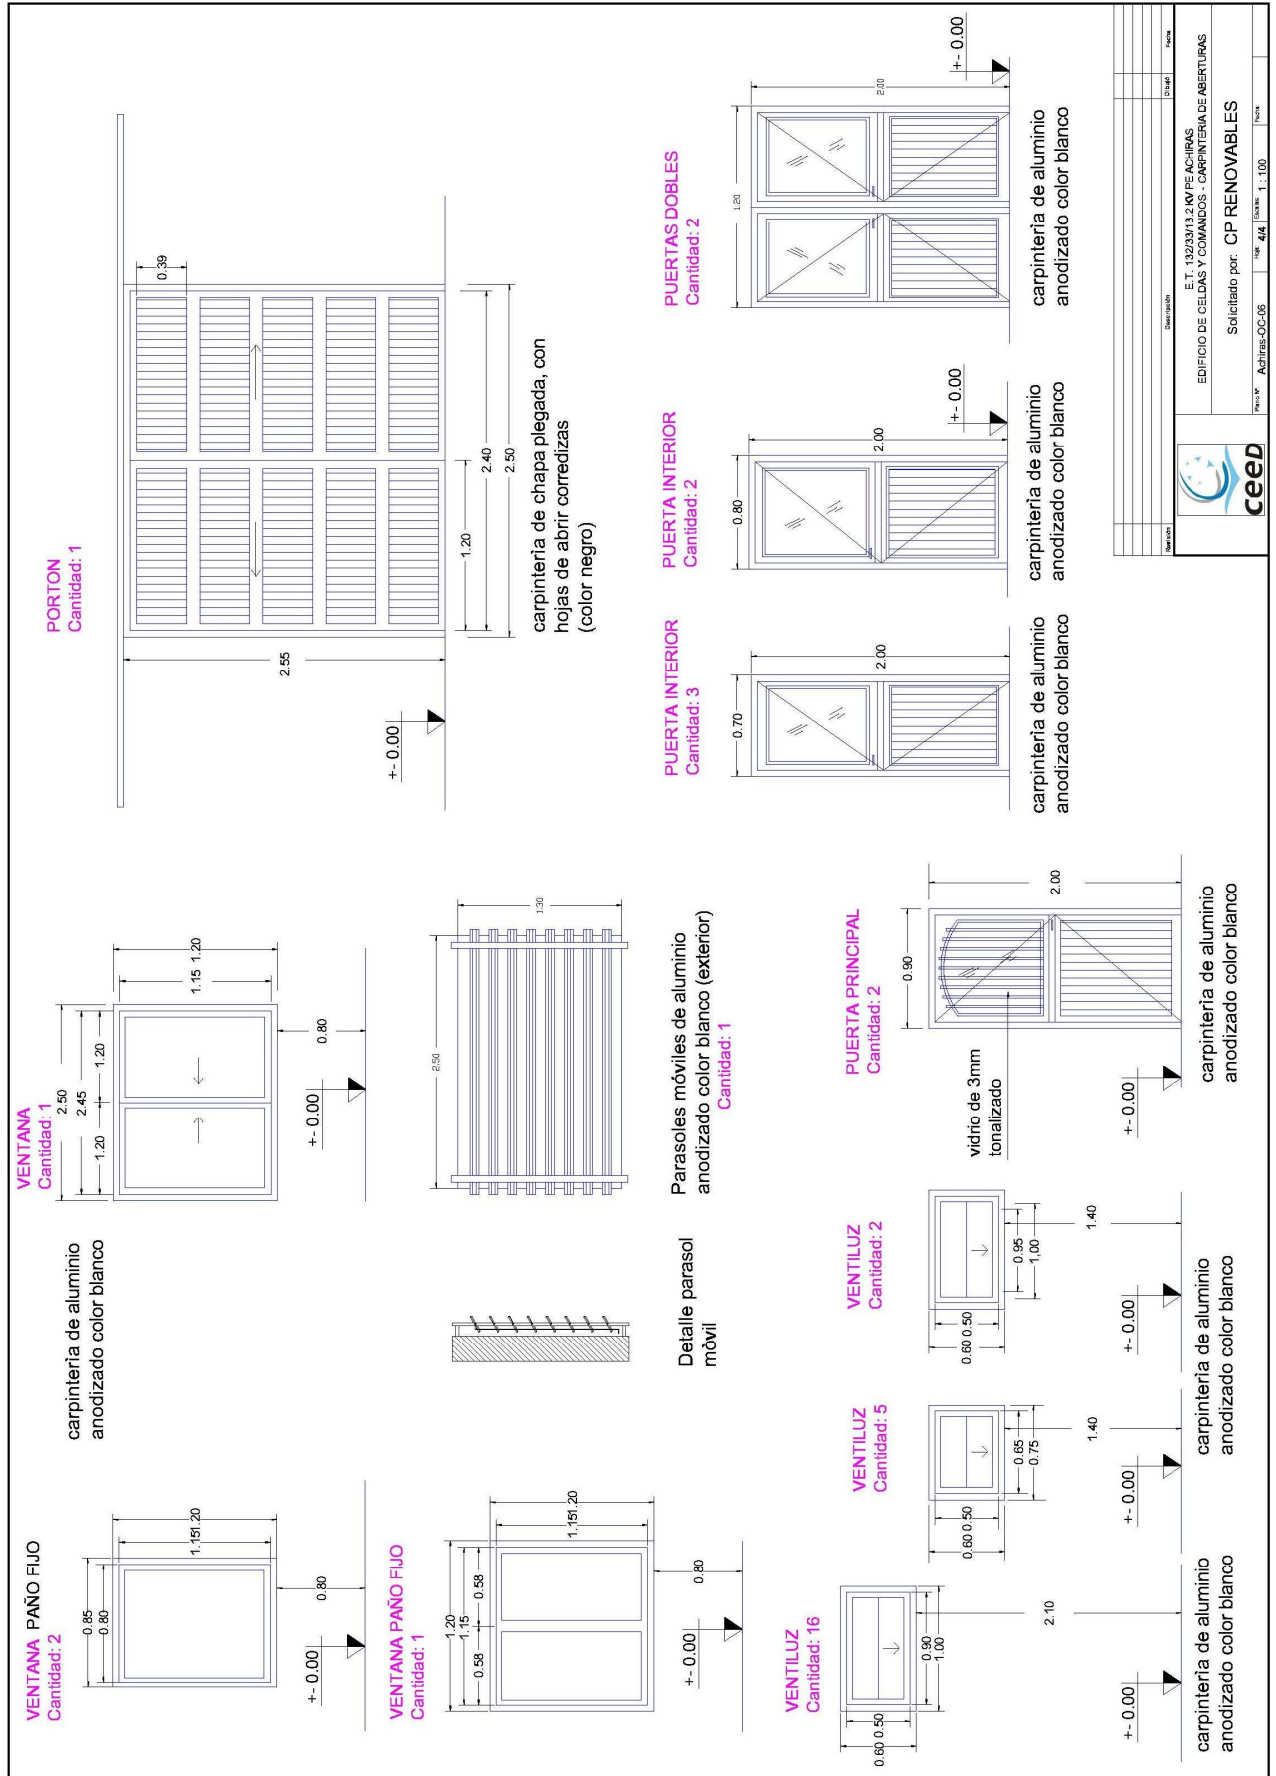 VENTANA PAÑO FIJO
Cantidad: 2
0.85
0.80
1.15 1.20
0.80
+- 0.00
carpinteria de aluminio
anodizado color blanco
VENTANA
Cantidad: 1
2.50
2.45
1.20
1.20
1.15 1.20
0.80
+- 0.00
PORTON
Cantidad: 1
0.39
2.55
+- 0.00
1.20
2.40
2.50
carpinteria de chapa plegada, con
hojas de abrir corredizas
(color negro)
VENTANA PAÑO FIJO
Cantidad: 1
1.20
1.15
0.58
0.58
1.15 1.20
0.80
+- 0.00
Detalle parasol
mòvil
2.50
1.30
Parasoles móviles de aluminio
anodizado color blanco (exterior)
Cantidad: 1
PUERTA INTERIOR
Cantidad: 3
0.70
2.00
carpinteria de aluminio
anodizado color blanco
PUERTA INTERIOR
Cantidad: 2
0.80
2.00
+- 0.00
carpinteria de aluminio
anodizado color blanco
PUERTAS DOBLES
Cantidad: 2
1.20
2.00
+- 0.00
carpinteria de aluminio
anodizado color blanco
VENTILUZ
Cantidad: 16
0.60 0.50
0.90
1.00
2.10
+- 0.00
carpinteria de aluminio
anodizado color blanco
VENTILUZ
Cantidad: 5
0.60 0.50
0.65
0.75
1.40
+- 0.00
VENTILUZ
Cantidad: 2
0.60 0.50
0.95
1,00
1.40
+- 0.00
carpinteria de aluminio
anodizado color blanco
PUERTA PRINCIPAL
Cantidad: 2
0.90
2.00
vidrio de 3mm
tonalizado
+- 0.00
carpinteria de aluminio
anodizado color blanco
Revisión
Descripción
Dibujó
Fecha
ceeD
E.T. 132/33/13.2 KV PE ACHIRAS
EDIFICIO DE CELDAS Y COMANDOS - CARPINTERIA DE ABERTURAS
Solicitado por: CP RENOVABLES
Plano Nº: Achiras-OC-06
Hoja: 4/4
Escala: 1 : 100
Fecha: